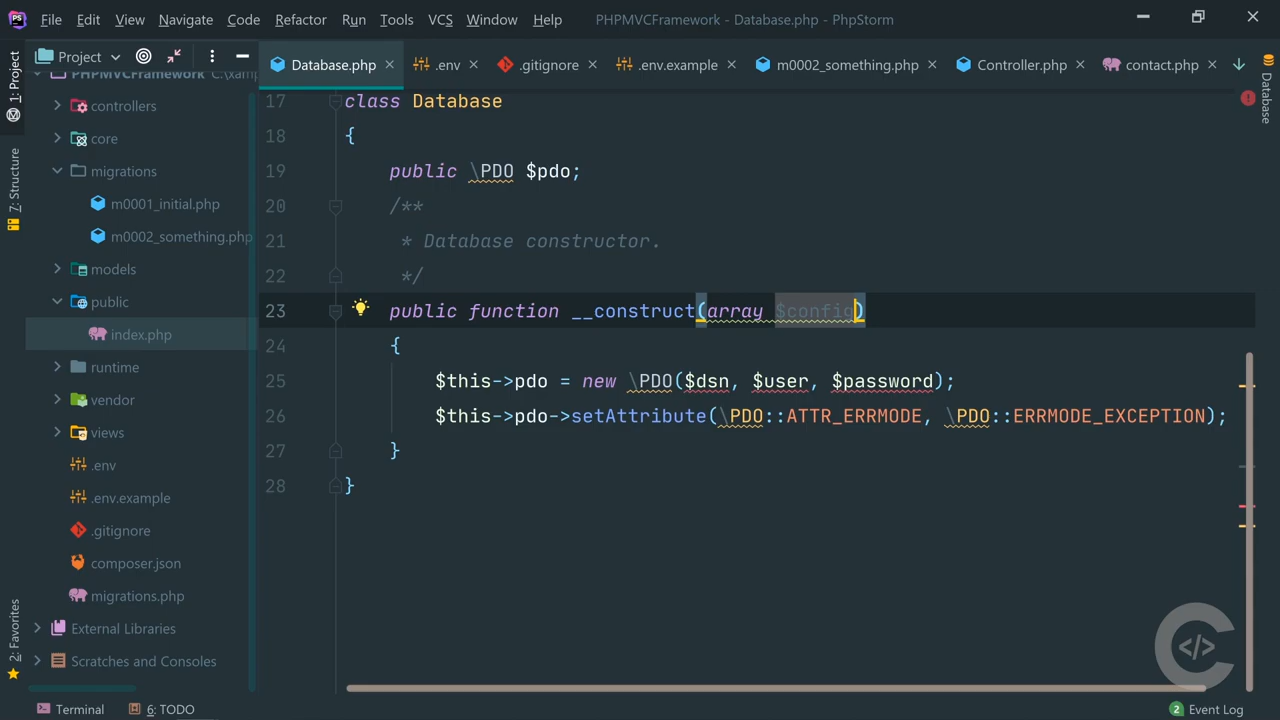 File Edit View Navigate Code Refactor Run Tools VCS Window Help PHPMVCFramework - Database.php - PhpStorm
Project
Database.php .env .gitignore .env.example m0002_something.php Controller.php contact.php
1: Project
7: Structure
2: Favorites
Database
PHPMVCFramework
controllers
core
migrations
m0001_initial.php
m0002_something.php
models
public
index.php
runtime
vendor
views
.env
.env.example
.gitignore
composer.json
migrations.php
External Libraries
Scratches and Consoles
17 class Database
18 {
19 public \PDO $pdo;
20 /**
21 * Database constructor.
22 */
23 public function __construct(array $config)
24 {
25 $this->pdo = new \PDO($dsn, $user, $password);
26 $this->pdo->setAttribute(\PDO::ATTR_ERRMODE, \PDO::ERRMODE_EXCEPTION);
27 }
28 }
Terminal 6: TODO 2 Event Log